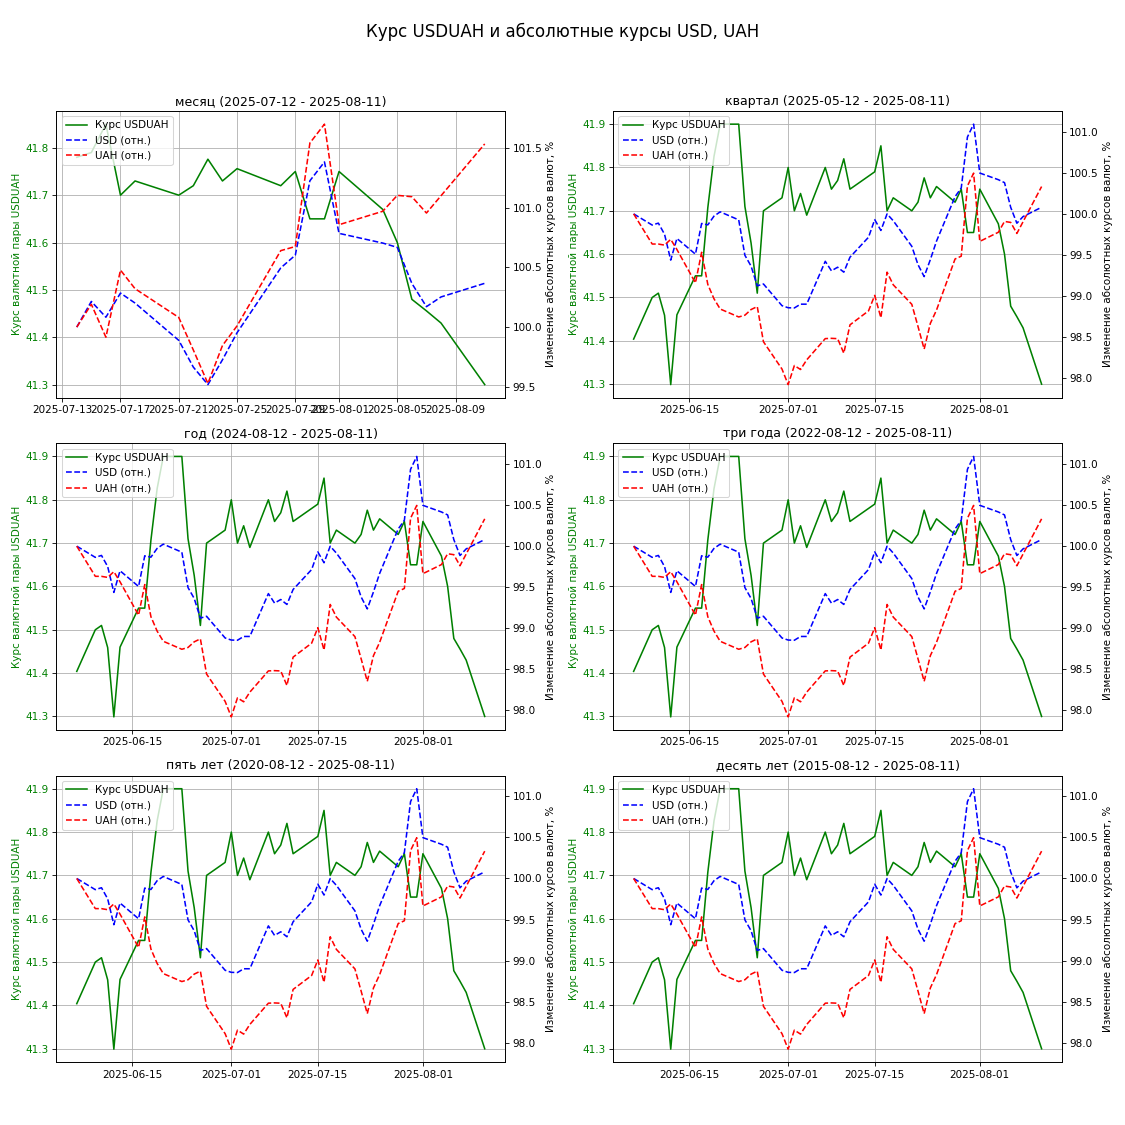 Курс USDUAH и абсолютные курсы USD, UAH
месяц (2025-07-12 - 2025-08-11)
Курс USDUAH
USD (отн.)
UAH (отн.)
Курс валютной пары USDUAH
41.8
41.7
41.6
41.5
41.4
41.3
101.5
101.0
100.5
100.0
99.5
Изменение абсолютных курсов валют, %
2025-07-13 2025-07-17 2025-07-21 2025-07-25 2025-07-29 2025-08-01 2025-08-05 2025-08-09
квартал (2025-05-12 - 2025-08-11)
Курс USDUAH
USD (отн.)
UAH (отн.)
Курс валютной пары USDUAH
41.9
41.8
41.7
41.6
41.5
41.4
41.3
101.0
100.5
100.0
99.5
99.0
98.5
98.0
Изменение абсолютных курсов валют, %
2025-06-15 2025-07-01 2025-07-15 2025-08-01
год (2024-08-12 - 2025-08-11)
Курс USDUAH
USD (отн.)
UAH (отн.)
Курс валютной пары USDUAH
41.9
41.8
41.7
41.6
41.5
41.4
41.3
101.0
100.5
100.0
99.5
99.0
98.5
98.0
Изменение абсолютных курсов валют, %
2025-06-15 2025-07-01 2025-07-15 2025-08-01
три года (2022-08-12 - 2025-08-11)
Курс USDUAH
USD (отн.)
UAH (отн.)
Курс валютной пары USDUAH
41.9
41.8
41.7
41.6
41.5
41.4
41.3
101.0
100.5
100.0
99.5
99.0
98.5
98.0
Изменение абсолютных курсов валют, %
2025-06-15 2025-07-01 2025-07-15 2025-08-01
пять лет (2020-08-12 - 2025-08-11)
Курс USDUAH
USD (отн.)
UAH (отн.)
Курс валютной пары USDUAH
41.9
41.8
41.7
41.6
41.5
41.4
41.3
101.0
100.5
100.0
99.5
99.0
98.5
98.0
Изменение абсолютных курсов валют, %
2025-06-15 2025-07-01 2025-07-15 2025-08-01
десять лет (2015-08-12 - 2025-08-11)
Курс USDUAH
USD (отн.)
UAH (отн.)
Курс валютной пары USDUAH
41.9
41.8
41.7
41.6
41.5
41.4
41.3
101.0
100.5
100.0
99.5
99.0
98.5
98.0
Изменение абсолютных курсов валют, %
2025-06-15 2025-07-01 2025-07-15 2025-08-01